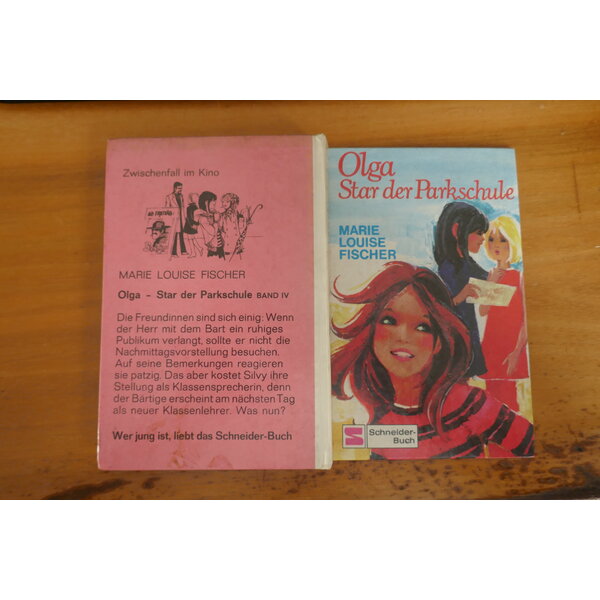 Zwischenfall im Kino
MARIE LOUISE FISCHER
Olga – Star der Parkschule BAND IV
Die Freundinnen sind sich einig: Wenn
der Herr mit dem Bart ein ruhiges
Publikum verlangt, sollte er nicht die
Nachmittagsvorstellung besuchen.
Auf seine Bemerkungen reagieren
sie patzig. Das aber kostet Silvy ihre
Stellung als Klassensprecherin, denn
der Bärtige erscheint am nächsten Tag
als neuer Klassenlehrer. Was nun?
Wer jung ist, liebt das Schneider-Buch
Olga
Star der Parkschule
MARIE
LOUISE
FISCHER
Schneider-
Buch